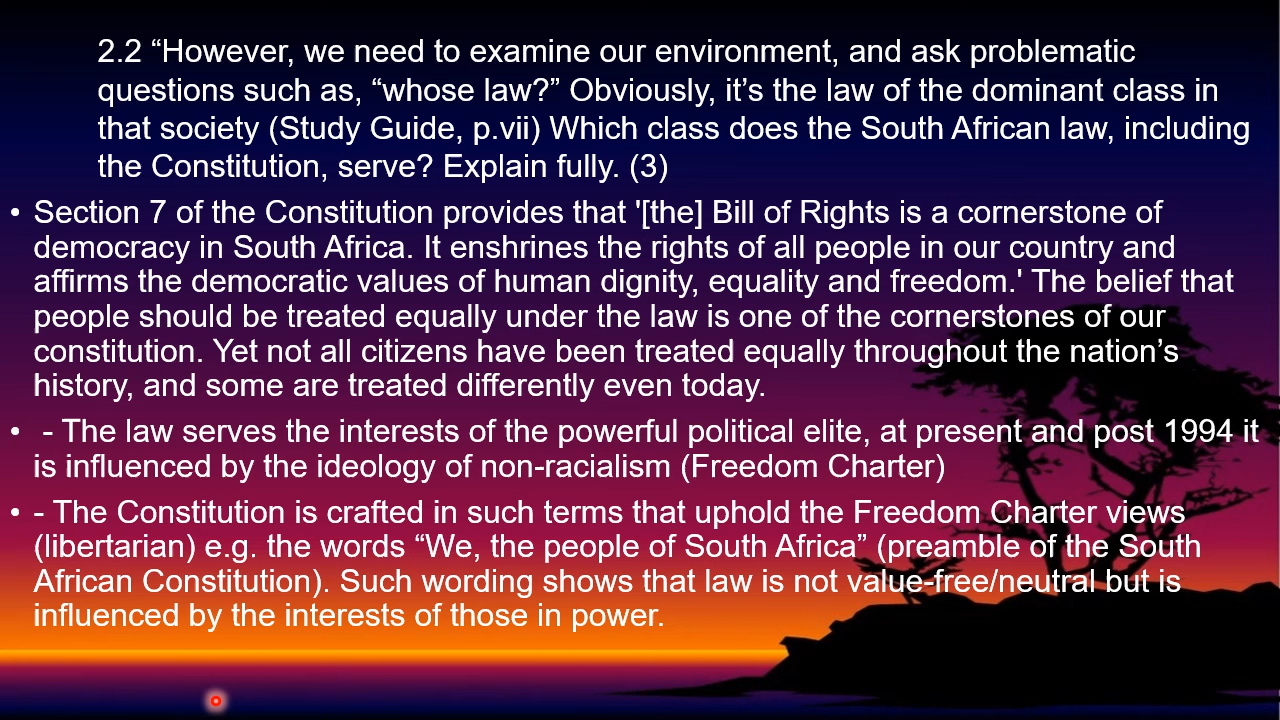 2.2 “However, we need to examine our environment, and ask problematic
questions such as, “whose law?” Obviously, it’s the law of the dominant class in
that society (Study Guide, p.vii) Which class does the South African law, including
the Constitution, serve? Explain fully. (3)
• Section 7 of the Constitution provides that '[the] Bill of Rights is a cornerstone of
democracy in South Africa. It enshrines the rights of all people in our country and
affirms the democratic values of human dignity, equality and freedom.' The belief that
people should be treated equally under the law is one of the cornerstones of our
constitution. Yet not all citizens have been treated equally throughout the nation’s
history, and some are treated differently even today.
• - The law serves the interests of the powerful political elite, at present and post 1994 it
is influenced by the ideology of non-racialism (Freedom Charter)
• - The Constitution is crafted in such terms that uphold the Freedom Charter views
(libertarian) e.g. the words “We, the people of South Africa” (preamble of the South
African Constitution). Such wording shows that law is not value-free/neutral but is
influenced by the interests of those in power.